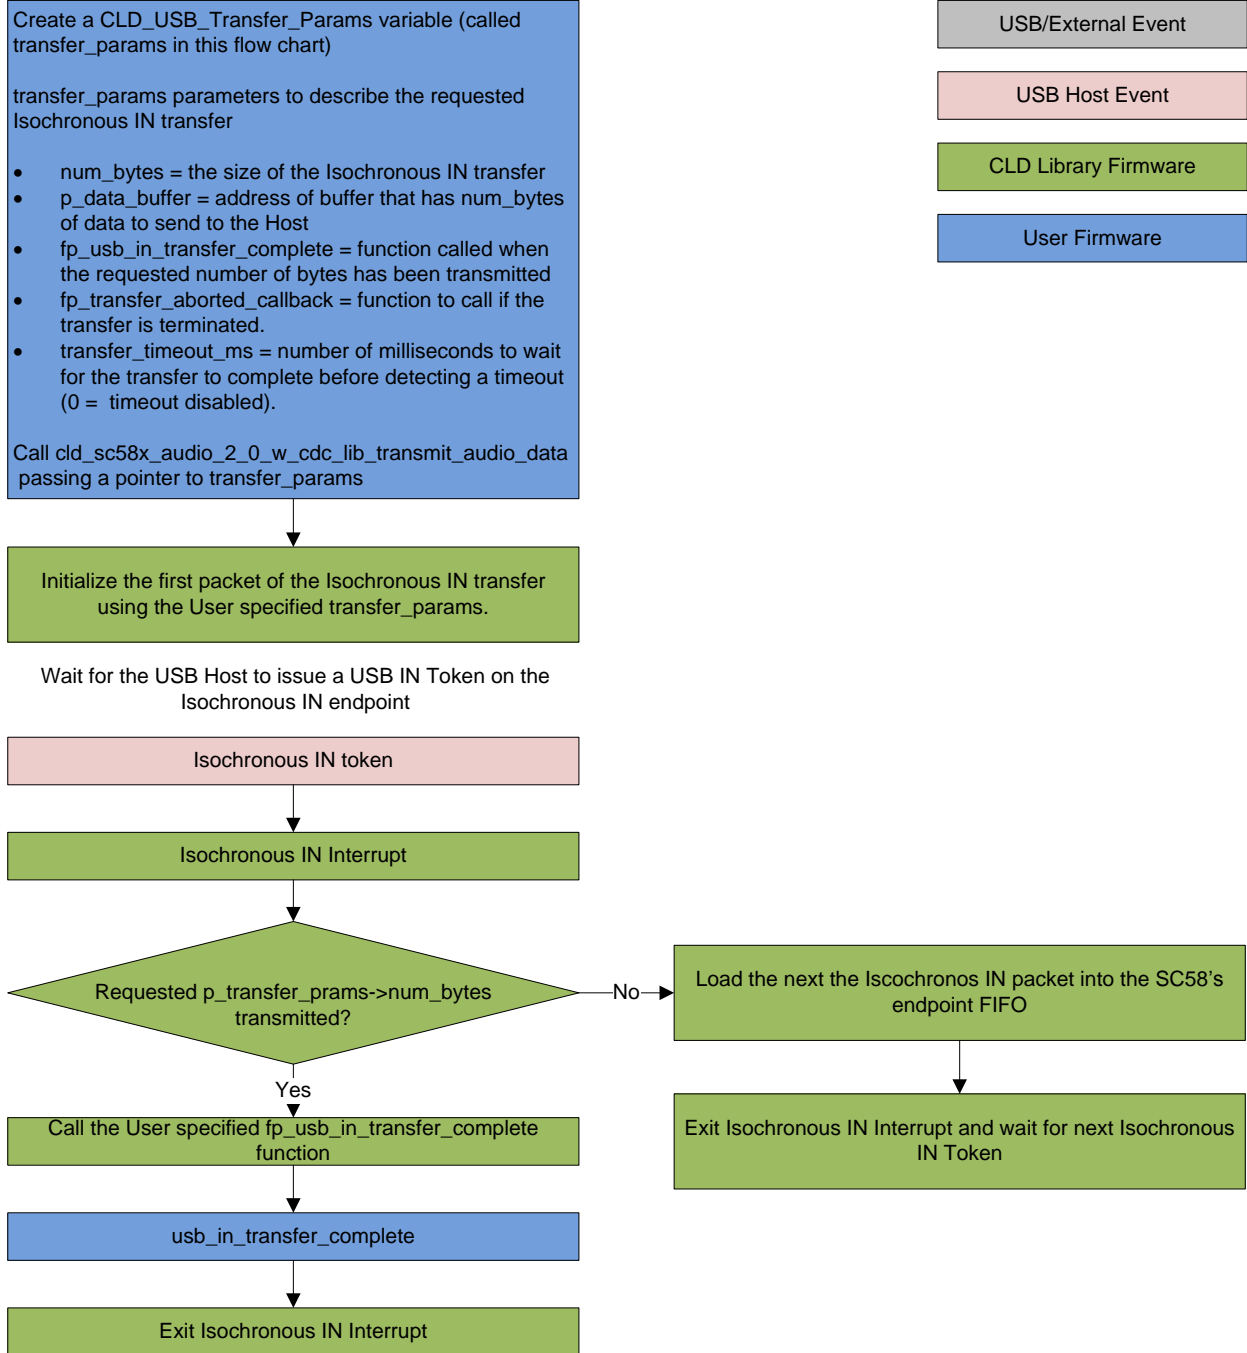 Create a CLD_USB_Transfer_Params variable (called
transfer_params in this flow chart)
transfer_params parameters to describe the requested
Isochronous IN transfer
• num_bytes = the size of the Isochronous IN transfer
• p_data_buffer = address of buffer that has num_bytes
of data to send to the Host
• fp_usb_in_transfer_complete = function called when
the requested number of bytes has been transmitted
• fp_transfer_aborted_callback = function to call if the
transfer is terminated.
• transfer_timeout_ms = number of milliseconds to wait
for the transfer to complete before detecting a timeout
(0 = timeout disabled).
Call cld_sc58x_audio_2_0_w_cdc_lib_transmit_audio_data
passing a pointer to transfer_params
USB/External Event
USB Host Event
CLD Library Firmware
User Firmware
Initialize the first packet of the Isochronous IN transfer
using the User specified transfer_params.
Wait for the USB Host to issue a USB IN Token on the
Isochronous IN endpoint
Isochronous IN token
Isochronous IN Interrupt
Requested p_transfer_prams->num_bytes
transmitted?
No
Load the next the Iscochronos IN packet into the SC58's
endpoint FIFO
Exit Isochronous IN Interrupt and wait for next Isochronous
IN Token
Yes
Call the User specified fp_usb_in_transfer_complete
function
usb_in_transfer_complete
Exit Isochronous IN Interrupt